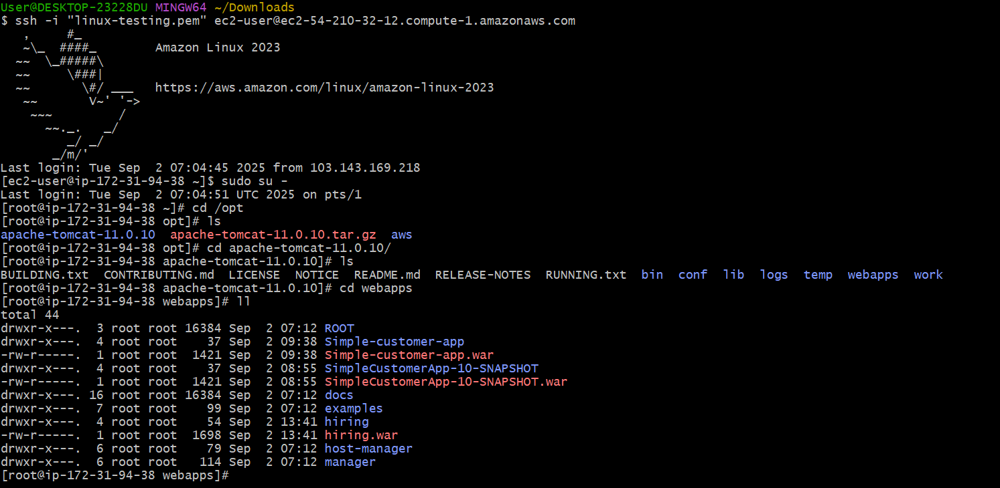 User@DESKTOP-23228DU MINGW64 ~/Downloads
$ ssh -i "linux-testing.pem" ec2-user@ec2-54-210-32-12.compute-1.amazonaws.com
   ,     #_
   ~\_  ####_        Amazon Linux 2023
  ~~  \_#####\
  ~~     \###|
  ~~       \#/ ___   https://aws.amazon.com/linux/amazon-linux-2023
   ~~       V~' '->
    ~~~         /
      ~~._.   _/
         _/ _/
       _/m/'
Last login: Tue Sep  2 07:04:45 2025 from 103.143.169.218
[ec2-user@ip-172-31-94-38 ~]$ sudo su -
Last login: Tue Sep  2 07:04:51 UTC 2025 on pts/1
[root@ip-172-31-94-38 ~]# cd /opt
[root@ip-172-31-94-38 opt]# ls
apache-tomcat-11.0.10  apache-tomcat-11.0.10.tar.gz  aws
[root@ip-172-31-94-38 opt]# cd apache-tomcat-11.0.10/
[root@ip-172-31-94-38 apache-tomcat-11.0.10]# ls
BUILDING.txt  CONTRIBUTING.md  LICENSE  NOTICE  README.md  RELEASE-NOTES  RUNNING.txt  bin  conf  lib  logs  temp  webapps  work
[root@ip-172-31-94-38 apache-tomcat-11.0.10]# cd webapps
[root@ip-172-31-94-38 webapps]# ll
total 44
drwxr-x---.  3 root root 16384 Sep  2 07:12 ROOT
drwxr-x---.  4 root root    37 Sep  2 09:38 Simple-customer-app
-rw-r-----.  1 root root  1421 Sep  2 09:38 Simple-customer-app.war
drwxr-x---.  4 root root    37 Sep  2 08:55 SimpleCustomerApp-10-SNAPSHOT
-rw-r-----.  1 root root  1421 Sep  2 08:55 SimpleCustomerApp-10-SNAPSHOT.war
drwxr-x---. 16 root root 16384 Sep  2 07:12 docs
drwxr-x---.  7 root root    99 Sep  2 07:12 examples
drwxr-x---.  4 root root    54 Sep  2 13:41 hiring
-rw-r-----.  1 root root  1698 Sep  2 13:41 hiring.war
drwxr-x---.  6 root root    79 Sep  2 07:12 host-manager
drwxr-x---.  6 root root   114 Sep  2 07:12 manager
[root@ip-172-31-94-38 webapps]#